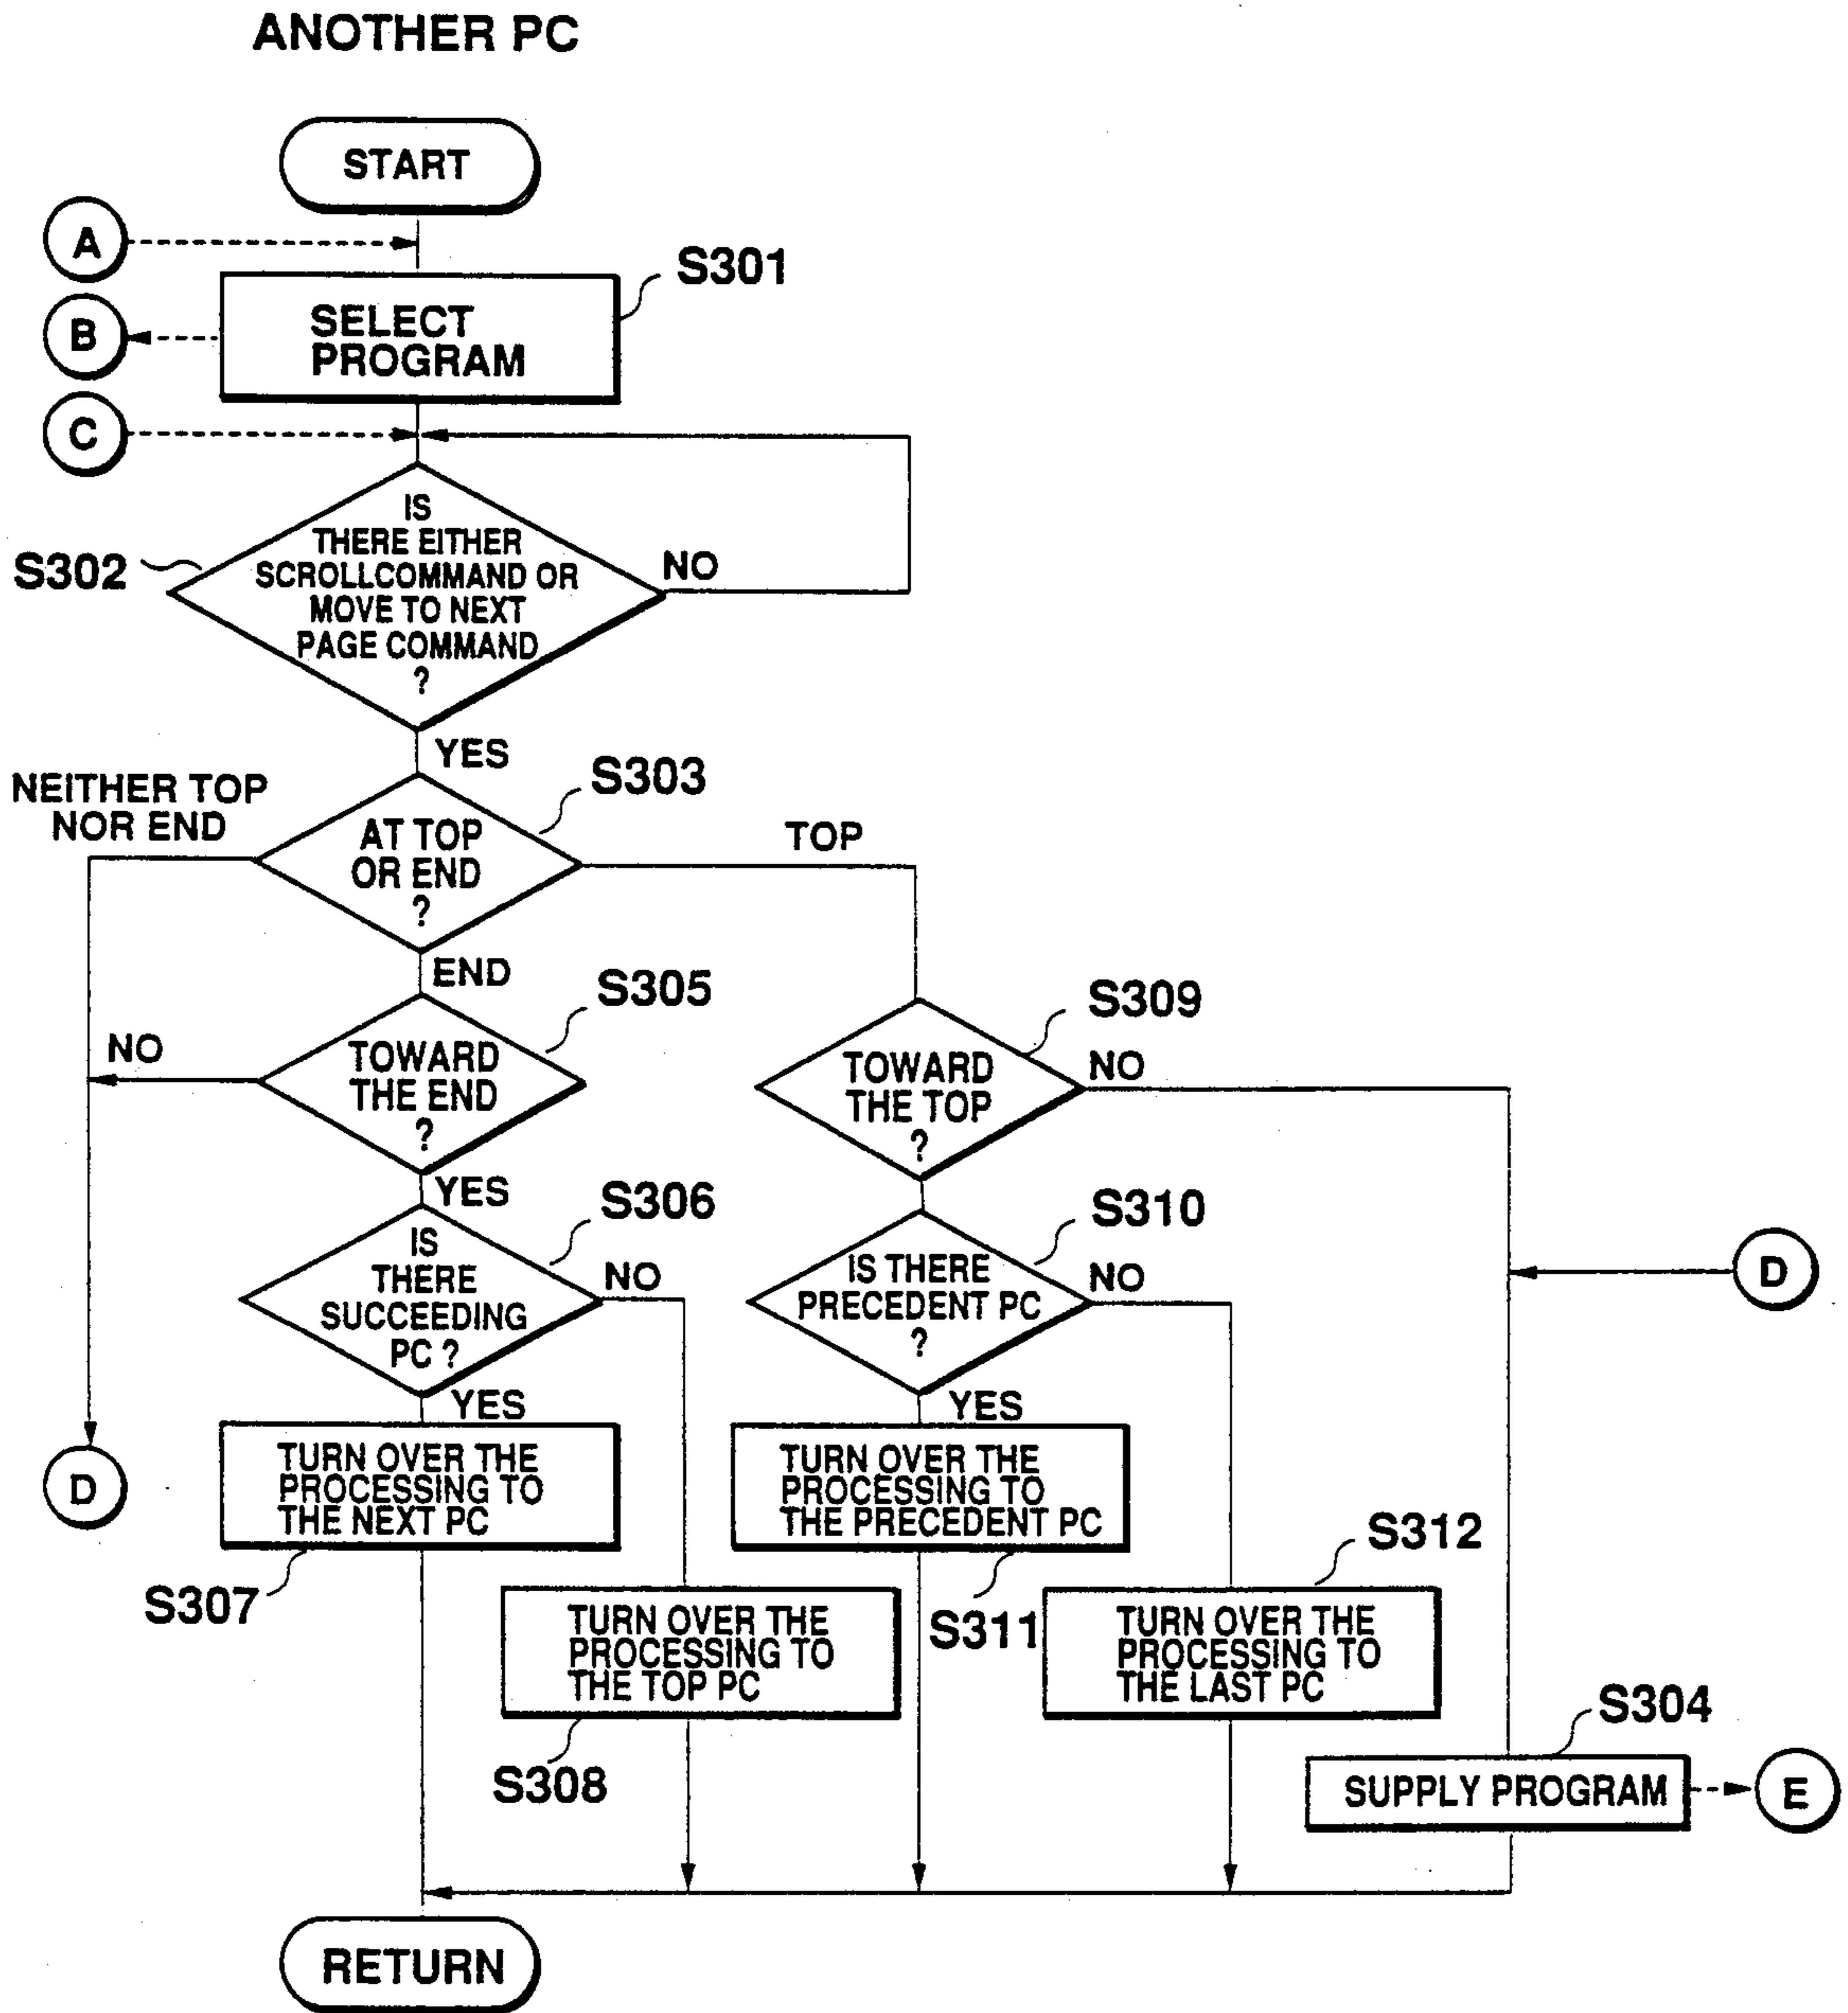 ANOTHER PC
START
A
S301
SELECT
PROGRAM
B
C
IS
THERE EITHER
SCROLLCOMMAND OR
MOVE TO NEXT
PAGE COMMAND
?
S302
NO
YES
S303
NEITHER TOP
NOR END
AT TOP
OR END
?
TOP
END
S305
S309
NO
TOWARD
THE END
?
TOWARD
THE TOP
?
NO
YES
S306
S310
IS
THERE
SUCCEEDING
PC ?
NO
IS THERE
PRECEDENT PC
?
NO
D
YES
YES
D
TURN OVER THE
PROCESSING TO
THE NEXT PC
TURN OVER THE
PROCESSING TO
THE PRECEDENT PC
S307
S311
S312
TURN OVER THE
PROCESSING TO
THE TOP PC
TURN OVER THE
PROCESSING TO
THE LAST PC
S308
S304
SUPPLY PROGRAM
E
RETURN